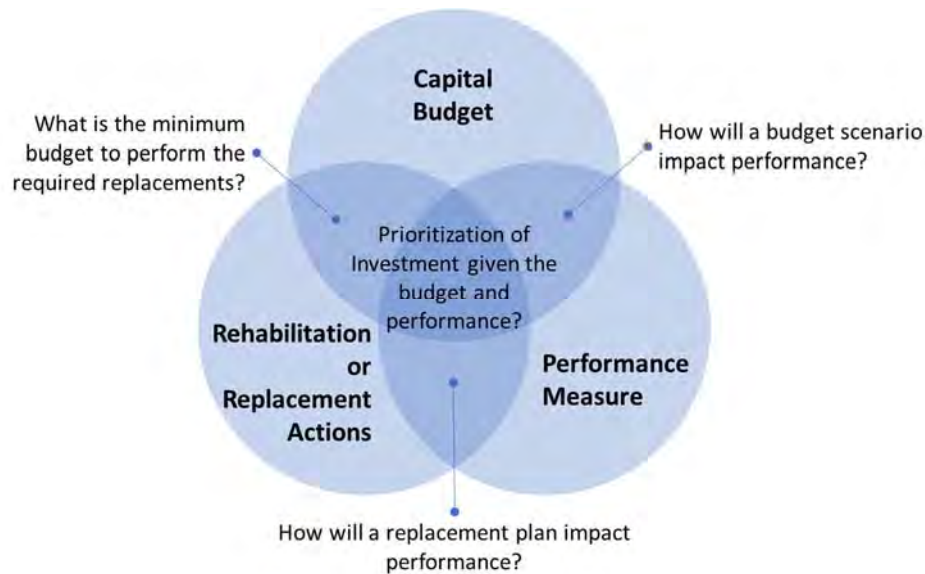 Capital
Budget
What is the minimum
budget to perform the
required replacements?
How will a budget scenario
impact performance?
Prioritization of
Investment given the
budget and
performance?
Rehabilitation
or
Replacement
Actions
Performance
Measure
How will a replacement plan impact
performance?